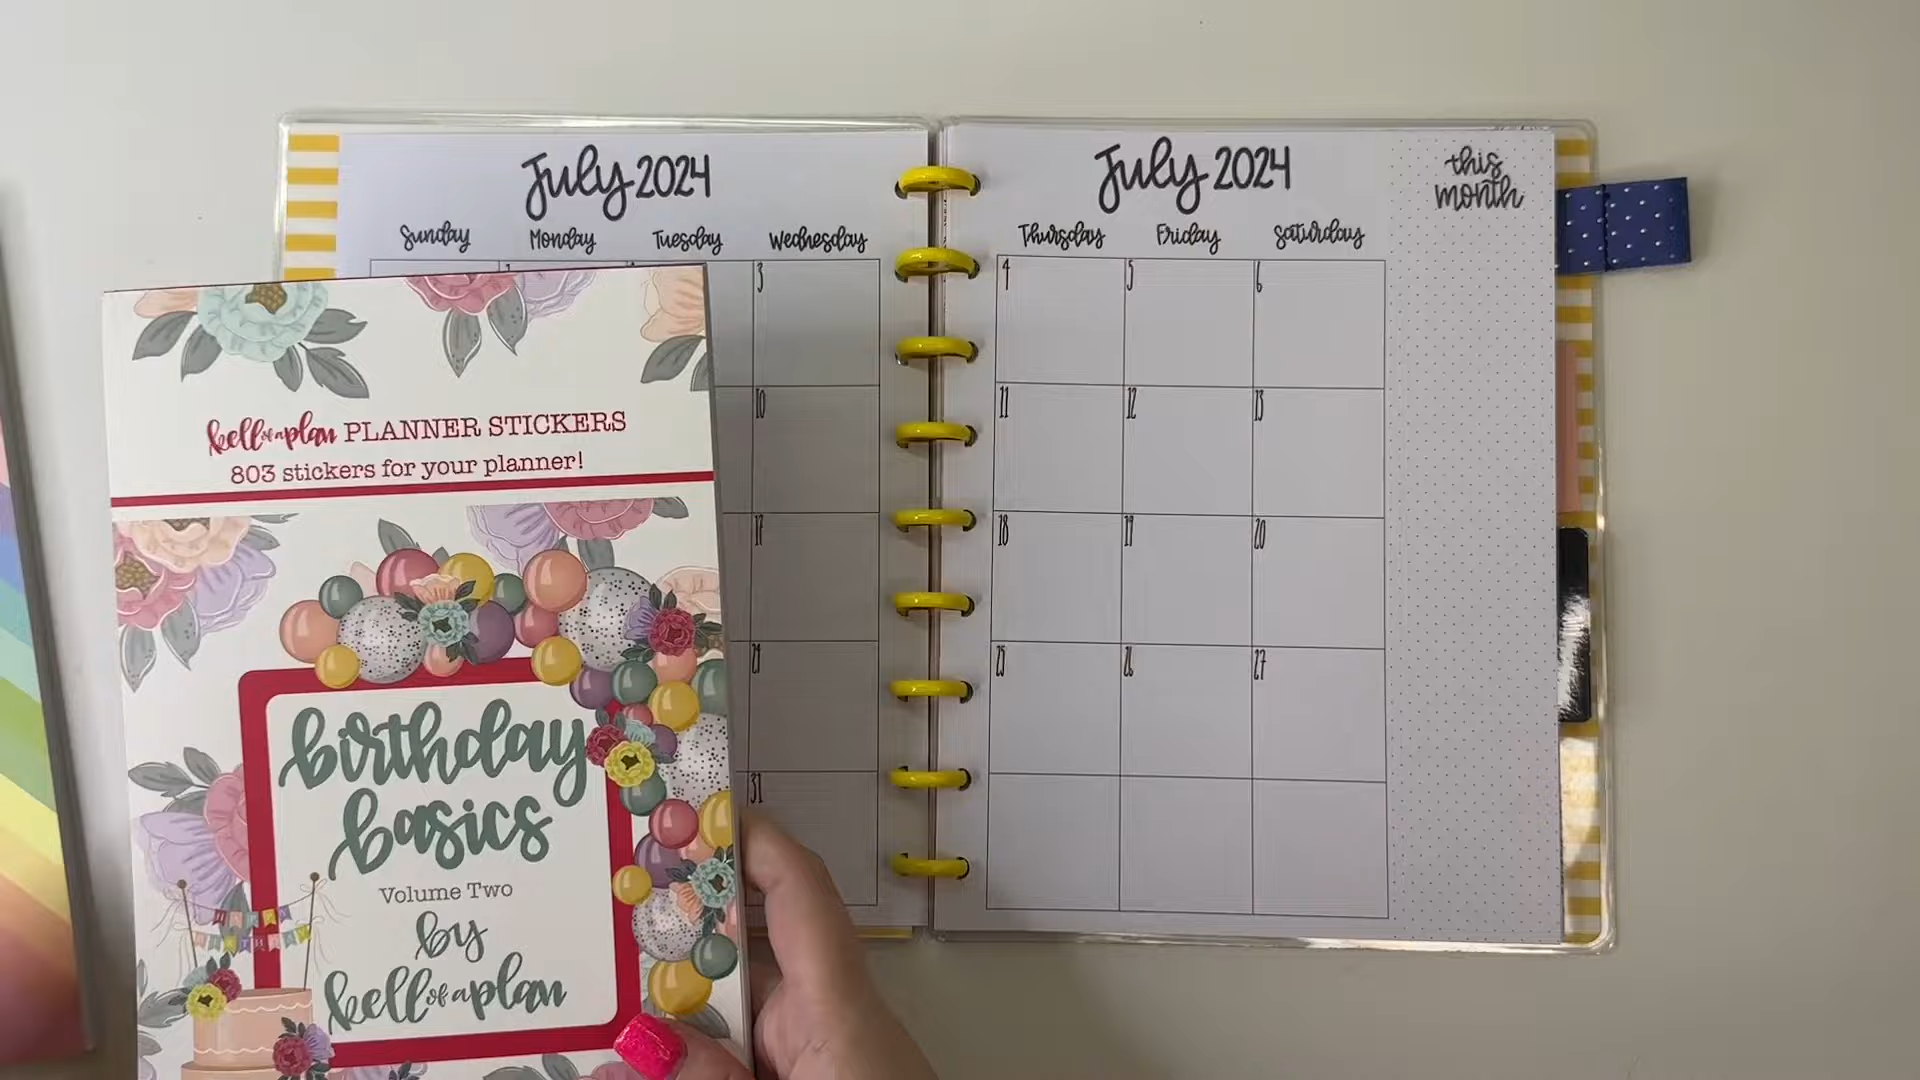 July 2024
Sunday Monday Tuesday Wednesday
3
10
17
31
July 2024
this
month
Thursday Friday Saturday
4 5 6
11 12 13
18 19 20
25 26 27
kell of a plan PLANNER STICKERS
803 stickers for your planner!
birthday
basics
Volume Two
by
kell of a plan
HAPPY
BIRTHDAY